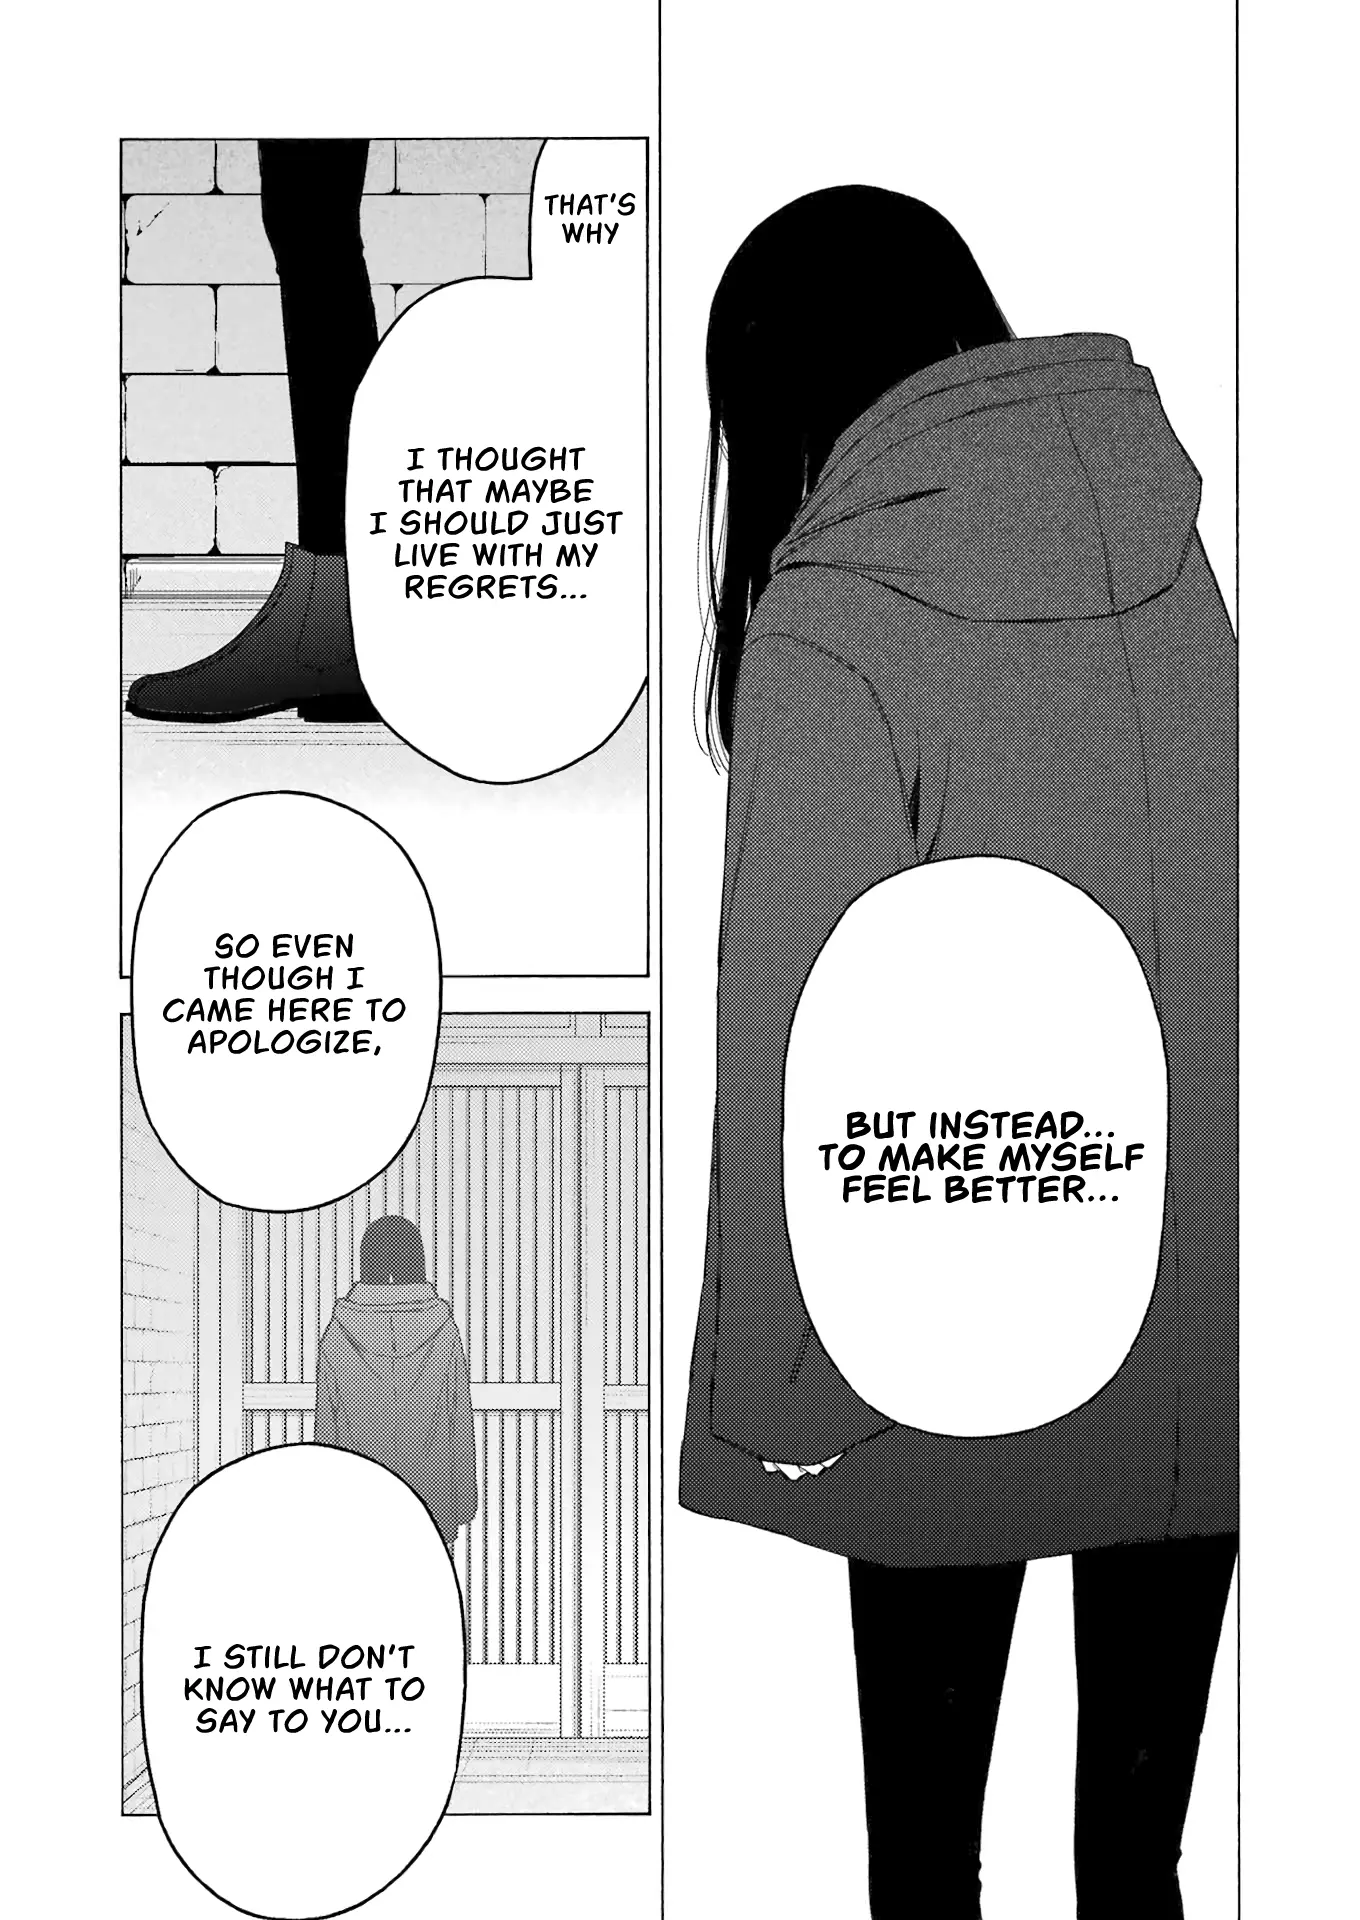 BUT INSTEAD...
TO MAKE MYSELF
FEEL BETTER...
THAT'S
WHY
I THOUGHT
THAT MAYBE
I SHOULD JUST
LIVE WITH MY
REGRETS...
SO EVEN
THOUGH I
CAME HERE TO
APOLOGIZE,
I STILL DON'T
KNOW WHAT TO
SAY TO YOU...